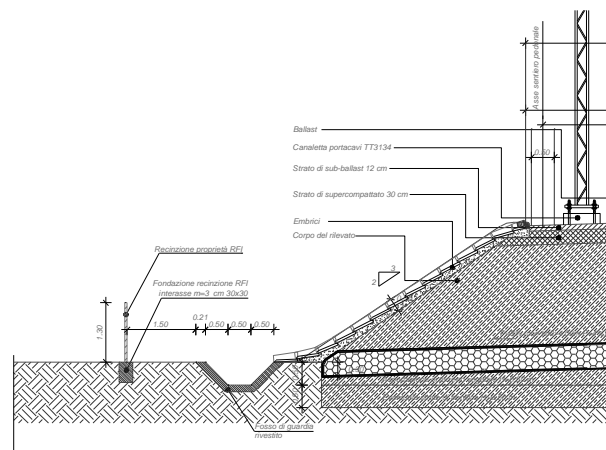 Asse sentiero pedonale
Ballast
0.50
Canaletta portacavi TT3134
Strato di sub-ballast 12 cm
Strato di supercompattato 30 cm
Embrici
Corpo del rilevato
Recinzione proprietà RFI
3
2
Fondazione recinzione RFI
interasse m=3 cm 30x30
0.21
1.30
1.50
0.50
0.50
0.50
Fosso di guardia
rivestito